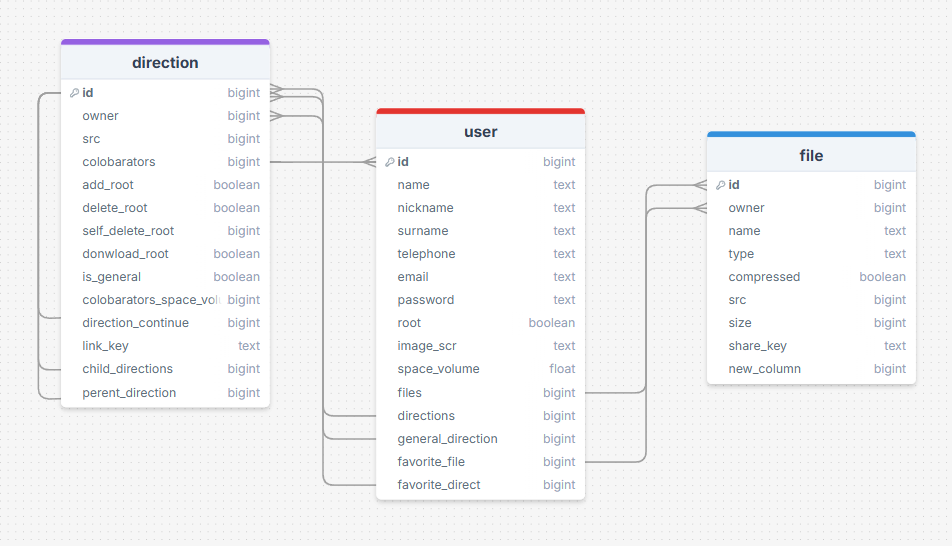 direction
id bigint
owner bigint
src bigint
colobarators bigint
add_root boolean
delete_root boolean
self_delete_root bigint
donwload_root boolean
is_general boolean
colobarators_space_vol bigint
direction_continue bigint
link_key text
child_directions bigint
perent_direction bigint
user
id bigint
name text
nickname text
surname text
telephone text
email text
password text
root boolean
image_scr text
space_volume float
files bigint
directions bigint
general_direction bigint
favorite_file bigint
favorite_direct bigint
file
id bigint
owner bigint
name text
type text
compressed boolean
src bigint
size bigint
share_key text
new_column bigint